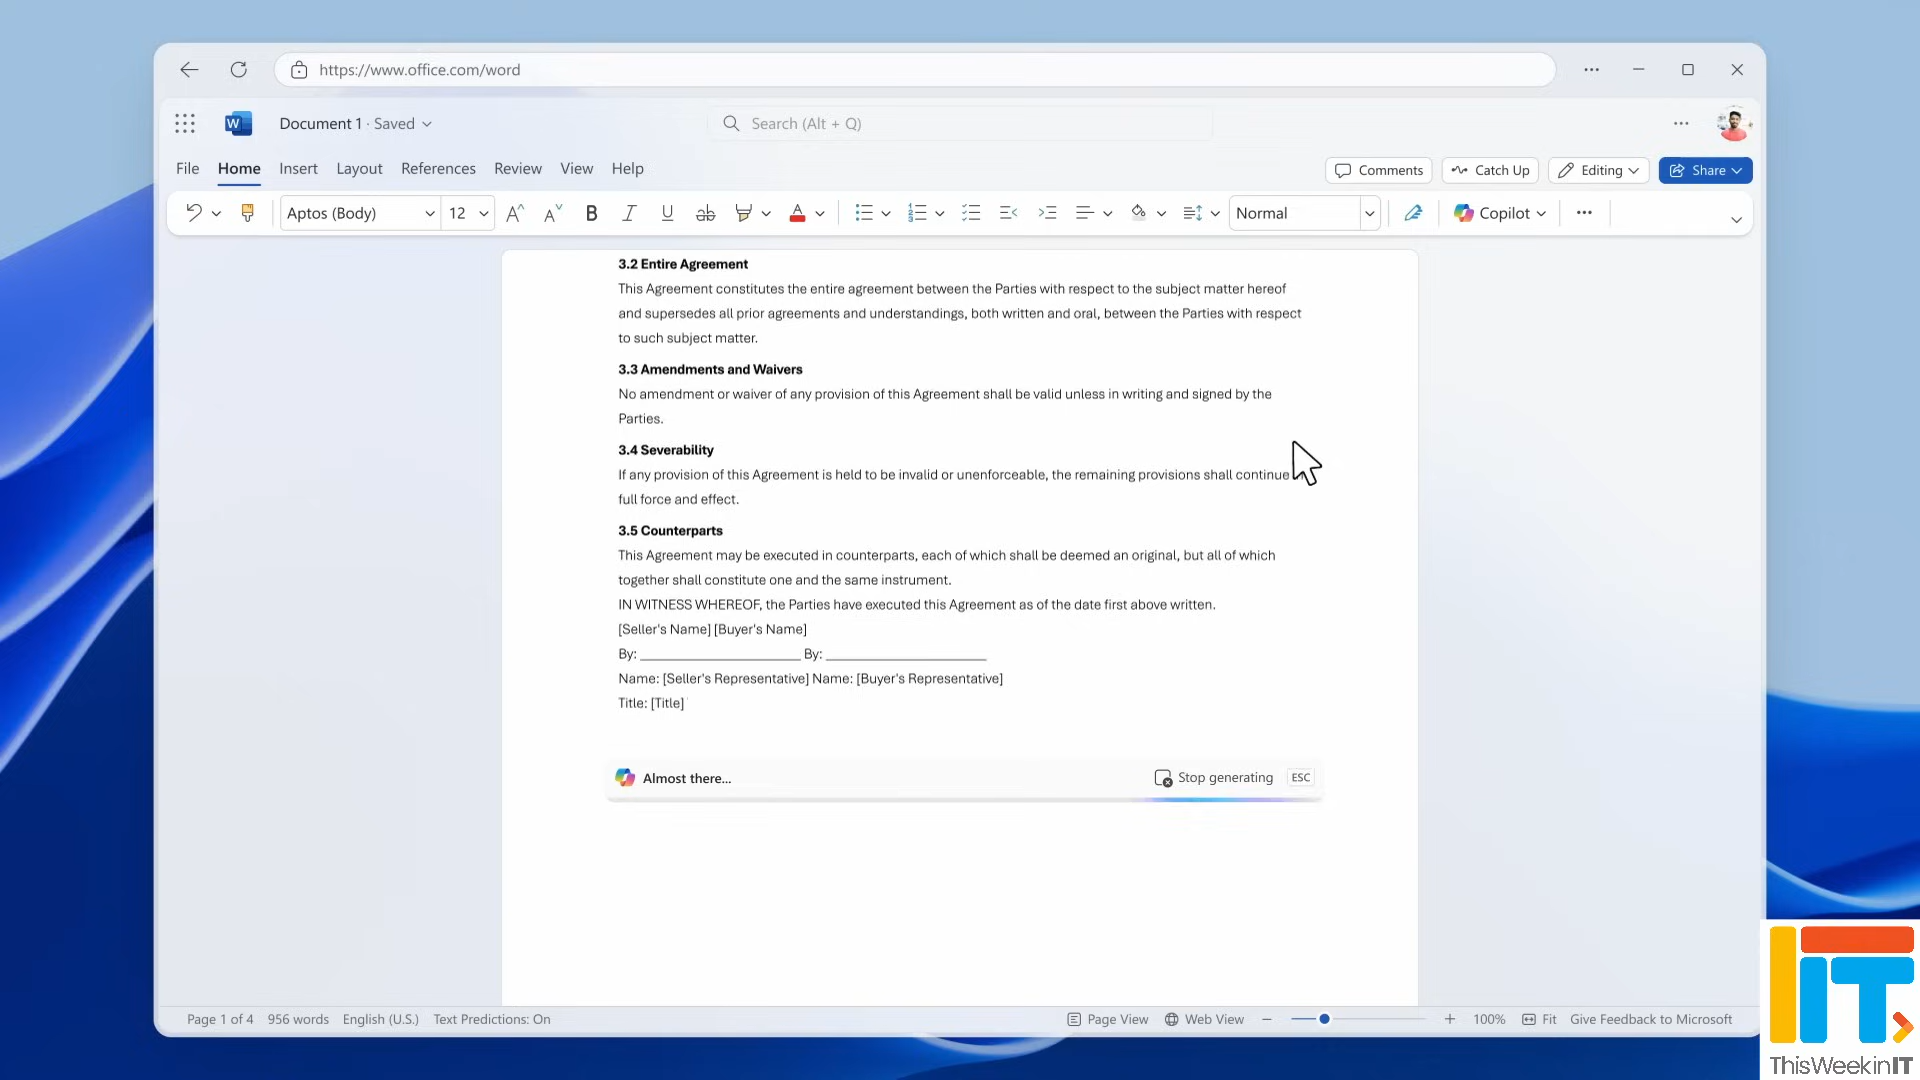 https://www.office.com/word
Document 1 · Saved
Search (Alt + Q)
File Home Insert Layout References Review View Help
Comments Catch Up Editing Share
Aptos (Body) 12 Normal Copilot
3.2 Entire Agreement
This Agreement constitutes the entire agreement between the Parties with respect to the subject matter hereof
and supersedes all prior agreements and understandings, both written and oral, between the Parties with respect
to such subject matter.
3.3 Amendments and Waivers
No amendment or waiver of any provision of this Agreement shall be valid unless in writing and signed by the
Parties.
3.4 Severability
If any provision of this Agreement is held to be invalid or unenforceable, the remaining provisions shall continue
full force and effect.
3.5 Counterparts
This Agreement may be executed in counterparts, each of which shall be deemed an original, but all of which
together shall constitute one and the same instrument.
IN WITNESS WHEREOF, the Parties have executed this Agreement as of the date first above written.
[Seller's Name] [Buyer's Name]
By: ______________________ By: ______________________
Name: [Seller's Representative] Name: [Buyer's Representative]
Title: [Title]
Almost there... Stop generating ESC
Page 1 of 4 956 words English (U.S.) Text Predictions: On Page View Web View 100% Fit Give Feedback to Microsoft
IT
ThisWeekinIT